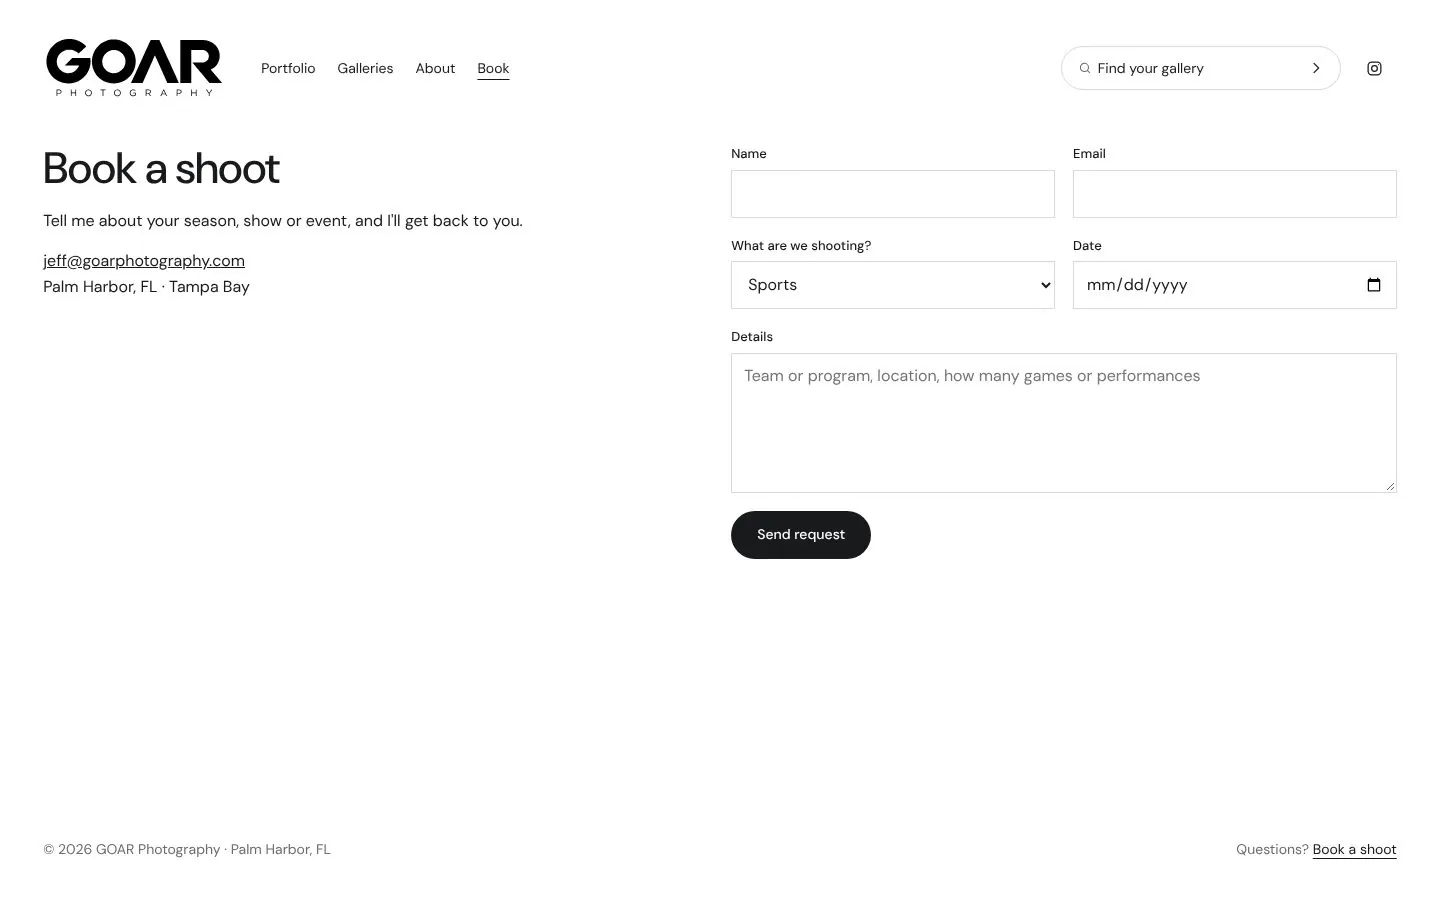 GOAR
PHOTOGRAPHY
Portfolio
Galleries
About
Book
Find your gallery
Book a shoot
Tell me about your season, show or event, and I'll get back to you.
jeff@goarphotography.com
Palm Harbor, FL · Tampa Bay
Name
Email
What are we shooting?
Date
Sports
mm/dd/yyyy
Details
Team or program, location, how many games or performances
Send request
© 2026 GOAR Photography · Palm Harbor, FL
Questions? Book a shoot